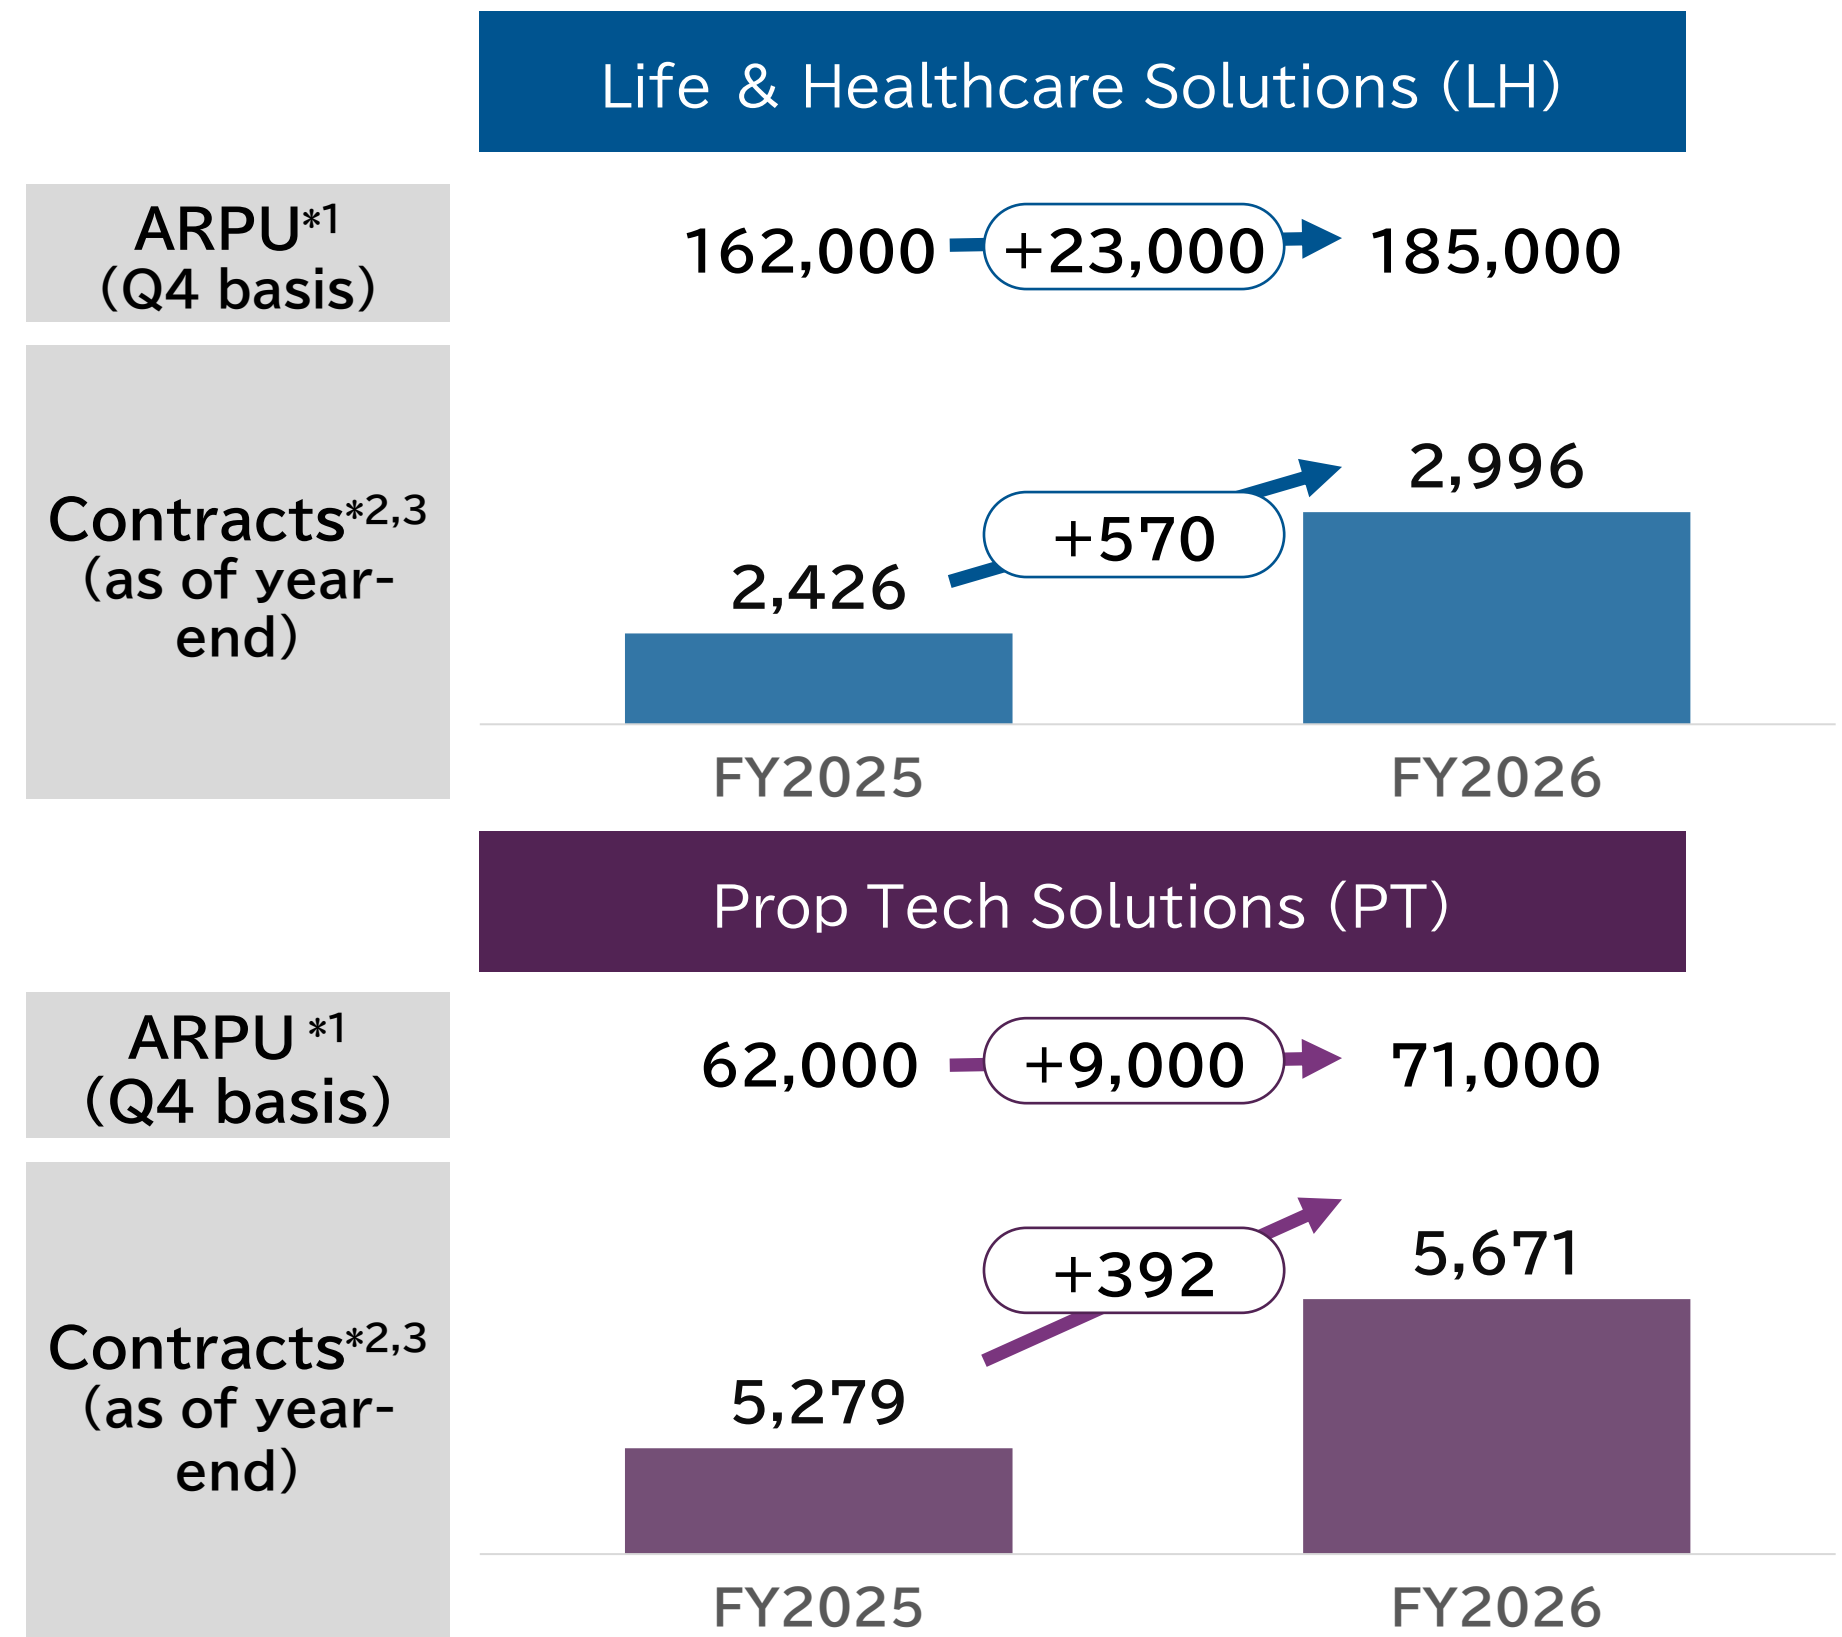 Life & Healthcare Solutions (LH)
ARPU*1
(Q4 basis)
162,000
+23,000
185,000
Contracts*2,3
(as of year-
end)
2,426
+570
2,996
FY2025
FY2026
Prop Tech Solutions (PT)
ARPU *1
(Q4 basis)
62,000
+9,000
71,000
Contracts*2,3
(as of year-
end)
5,279
+392
5,671
FY2025
FY2026